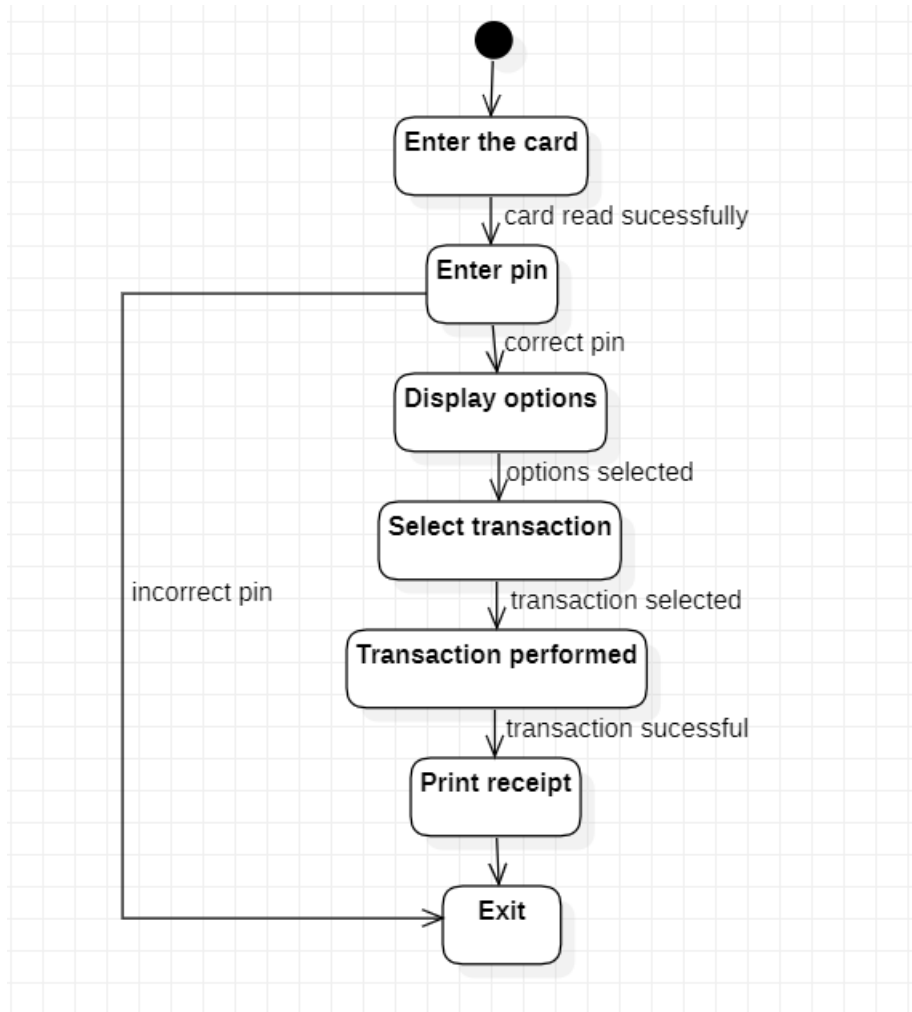 Enter the card
card read sucessfully
Enter pin
correct pin
Display options
options selected
Select transaction
incorrect pin
transaction selected
Transaction performed
transaction sucessful
Print receipt
Exit